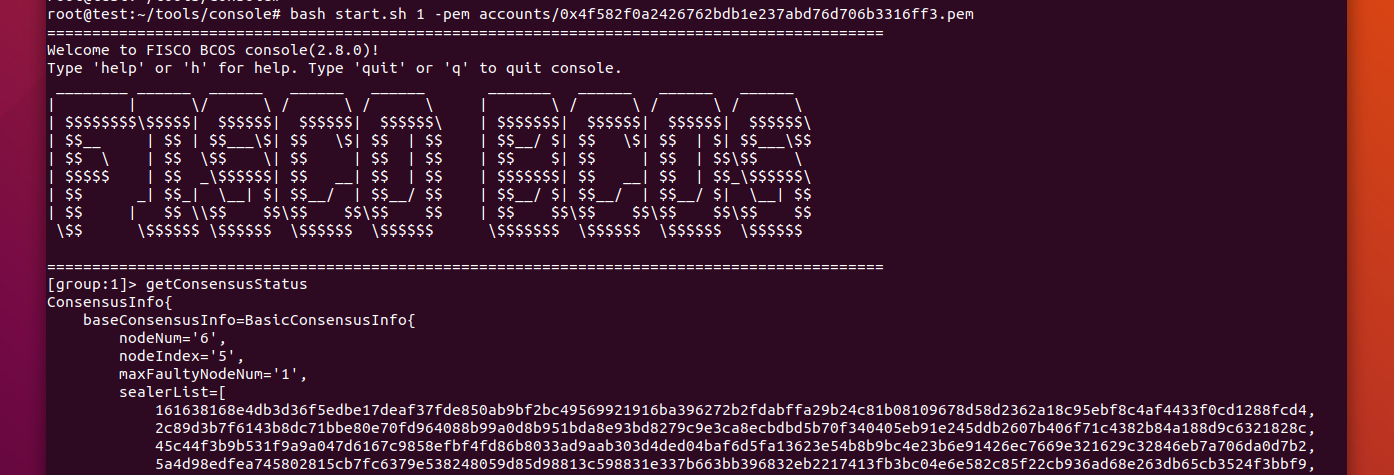 root@test:~/tools/console# bash start.sh 1 -pem accounts/0x4f582f0a2426762bdb1e237abd76d706b3316ff3.pem
=============================================================================================
Welcome to FISCO BCOS console(2.8.0)!
Type 'help' or 'h' for help. Type 'quit' or 'q' to quit console.
 ________ ______  ______   ______   ______       _______   ______   ______   ______
|        |      \/      \ /      \ /      \     |       \ /      \ /      \ /      \
| $$$$$$$$\$$$$$|  $$$$$$|  $$$$$$|  $$$$$$\    | $$$$$$$|  $$$$$$|  $$$$$$|  $$$$$$\
| $$__     | $$ | $$___\$| $$   \$| $$  | $$    | $$__/ $| $$   \$| $$  | $| $$___\$$
| $$  \    | $$  \$$    \| $$     | $$  | $$    | $$    $| $$     | $$  | $$\$$    \
| $$$$$    | $$  _\$$$$$$| $$   __| $$  | $$    | $$$$$$$| $$   __| $$  | $$_\$$$$$$\
| $$      _| $$_|  \__| $| $$__/  | $$__/ $$    | $$__/ $| $$__/  | $$__/ $|  \__| $$
| $$     |   $$ \\$$    $$\$$    $$\$$    $$    | $$    $$\$$    $$\$$    $$\$$    $$
 \$$      \$$$$$$ \$$$$$$  \$$$$$$  \$$$$$$      \$$$$$$$  \$$$$$$  \$$$$$$  \$$$$$$
=============================================================================================
[group:1]> getConsensusStatus
ConsensusInfo{
    baseConsensusInfo=BasicConsensusInfo{
        nodeNum='6',
        nodeIndex='5',
        maxFaultyNodeNum='1',
        sealerList=[
            161638168e4db3d36f5edbe17deaf37fde850ab9bf2bc49569921916ba396272b2fdabffa29b24c81b08109678d58d2362a18c95ebf8c4af4433f0cd1288fcd4,
            2c89d3b7f6143b8dc71bbe80e70fd964088b99a0d8b951bda8e93bd8279c9e3ca8ecbdbd5b70f340405eb91e245ddb2607b406f71c4382b84a188d9c6321828c,
            45c44f3b9b531f9a9a047d6167c9858efbf4fd86b8033ad9aab303d4ded04baf6d5fa13623e54b8b9bc4e23b6e91426ec7669e321629c32846eb7a706da0d7b2,
            5a4d98edfea745802815cb7fc6379e538248059d85d98813c598831e337b663bb396832eb2217413fb3bc04e6e582c85f22cb936ad68e263db65cb3524f3bbf9,